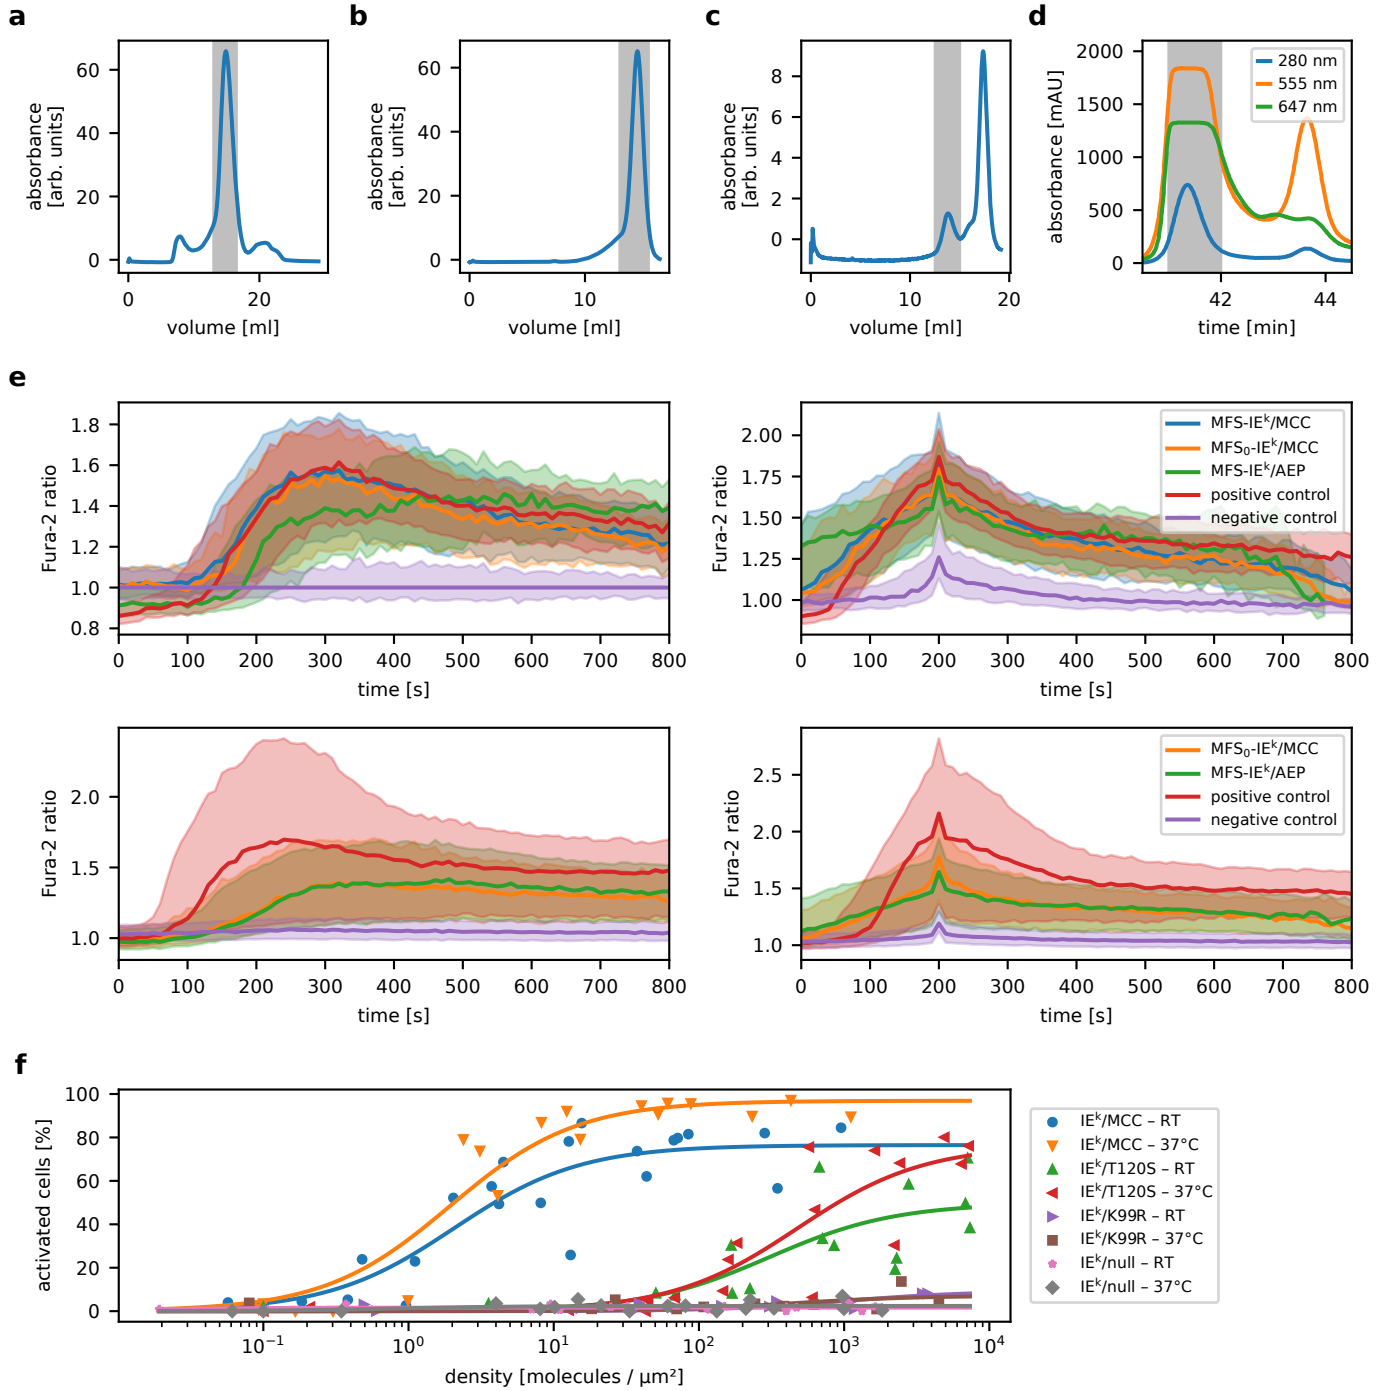 a
b
c
d
absorbance
[arb. units]
60
40
20
0
0
20
volume [ml]
absorbance
[arb. units]
60
40
20
0
0
10
volume [ml]
absorbance
[arb. units]
8
6
4
2
0
0
10
20
volume [ml]
absorbance [mAU]
2000
1500
1000
500
0
280 nm
555 nm
647 nm
42
44
time [min]
e
Fura-2 ratio
1.8
1.6
1.4
1.2
1.0
0.8
0 100 200 300 400 500 600 700 800
time [s]
Fura-2 ratio
2.00
1.75
1.50
1.25
1.00
MFS-IEᵏ/MCC
MFS₀-IEᵏ/MCC
MFS-IEᵏ/AEP
positive control
negative control
0 100 200 300 400 500 600 700 800
time [s]
Fura-2 ratio
2.0
1.5
1.0
0 100 200 300 400 500 600 700 800
time [s]
Fura-2 ratio
2.5
2.0
1.5
1.0
MFS₀-IEᵏ/MCC
MFS-IEᵏ/AEP
positive control
negative control
0 100 200 300 400 500 600 700 800
time [s]
f
activated cells [%]
100
80
60
40
20
0
10⁻¹ 10⁰ 10¹ 10² 10³ 10⁴
density [molecules / μm²]
IEᵏ/MCC – RT
IEᵏ/MCC – 37°C
IEᵏ/T120S – RT
IEᵏ/T120S – 37°C
IEᵏ/K99R – RT
IEᵏ/K99R – 37°C
IEᵏ/null – RT
IEᵏ/null – 37°C